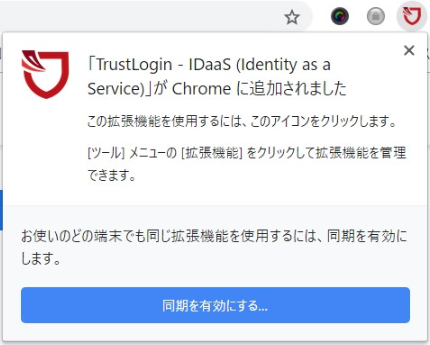 「TrustLogin - IDaaS (Identity as a
Service)」が Chrome に追加されました
この拡張機能を使用するには、このアイコンをクリックします。
[ツール] メニューの [拡張機能] をクリックして拡張機能を管理
できます。
お使いのどの端末でも同じ拡張機能を使用するには、同期を有効に
します。
同期を有効にする...